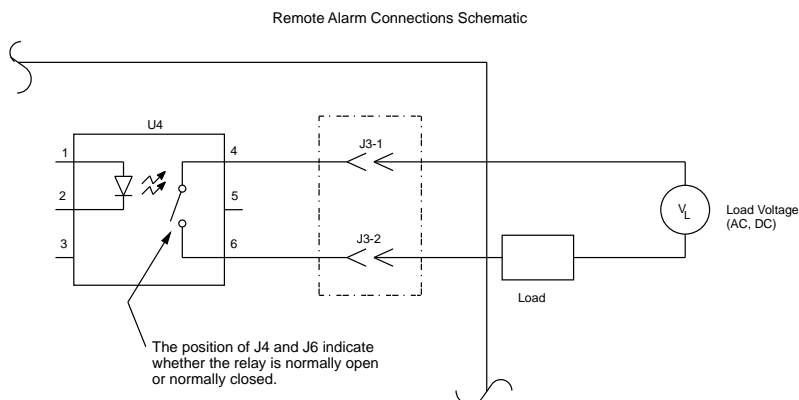 Remote Alarm Connections Schematic
U4
J3-1
1
4
2
5
V
L
Load Voltage
(AC, DC)
3
6
J3-2
Load
The position of J4 and J6 indicate
whether the relay is normally open
or normally closed.